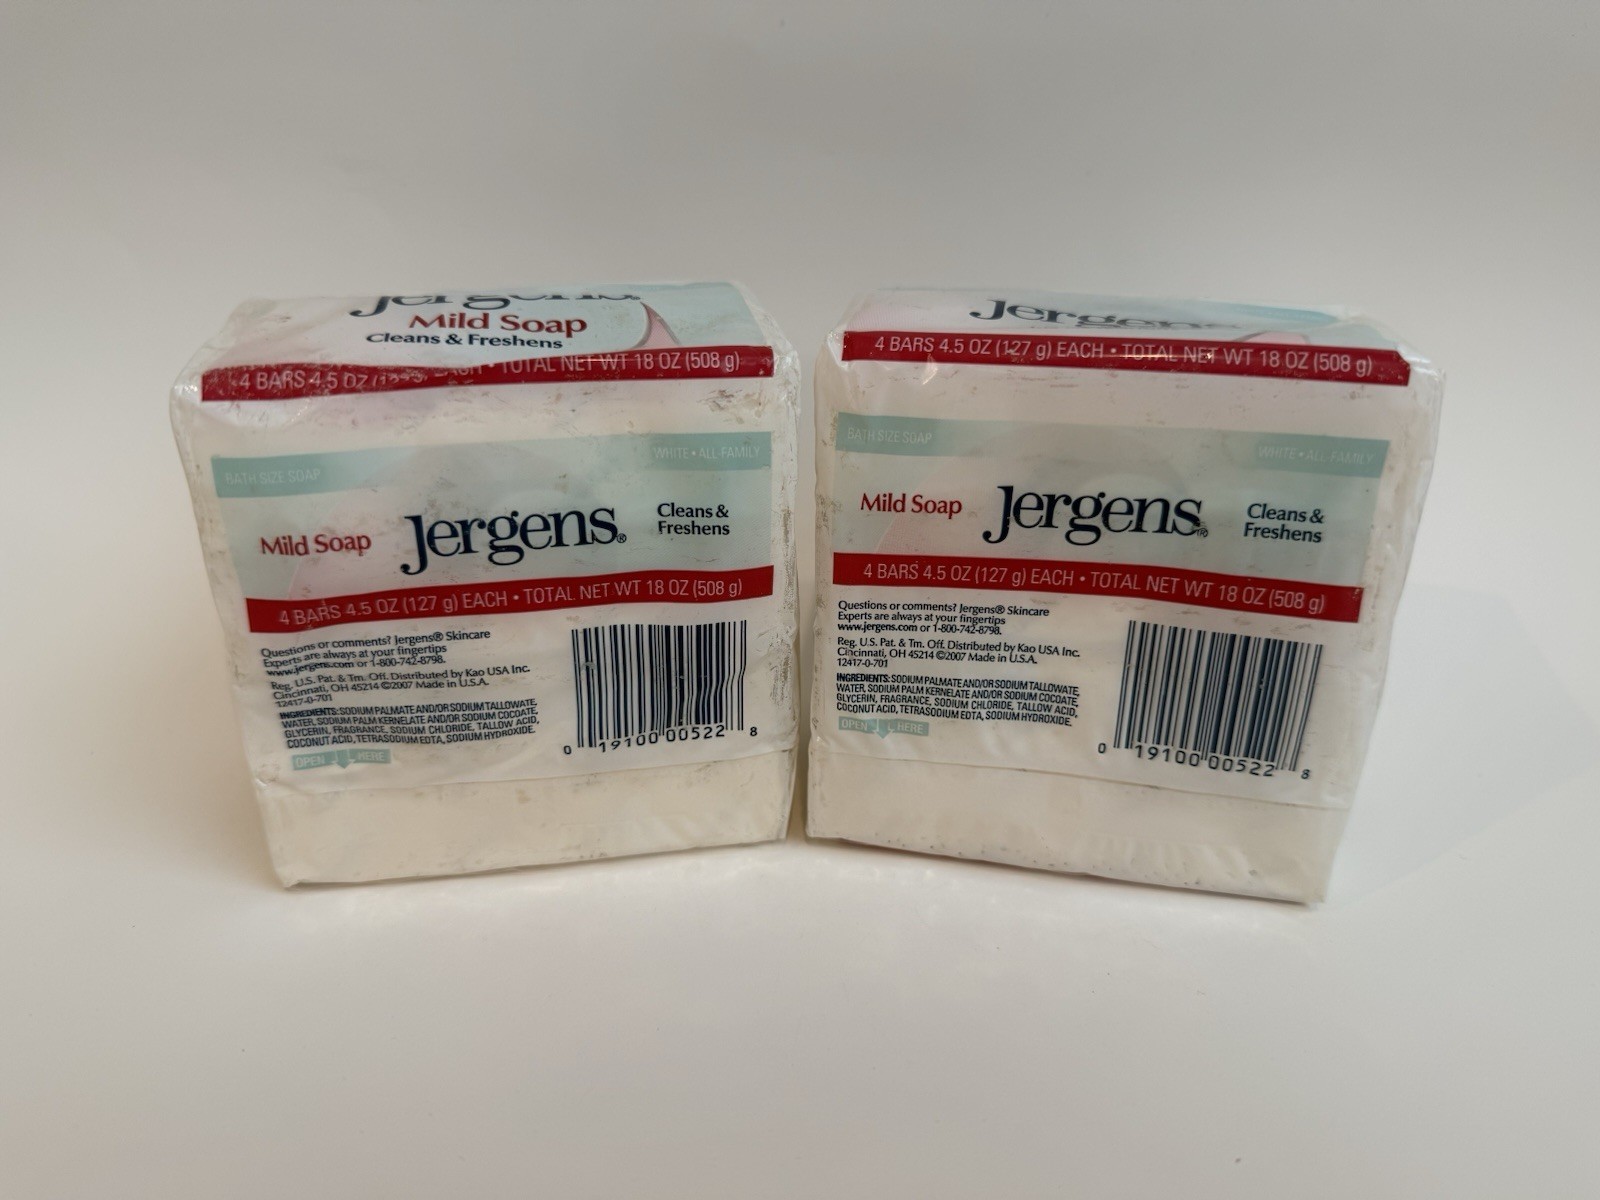 Jergens
Mild Soap
Cleans & Freshens
4 BARS 4.5 OZ EACH • TOTAL NET WT 18 OZ (508 g)
BATH SIZE SOAP
WHITE • ALL-FAMILY
Mild Soap
Jergens®
Cleans &
Freshens
4 BARS 4.5 OZ (127 g) EACH • TOTAL NET WT 18 OZ (508 g)
Questions or comments? Jergens® Skincare
Experts are always at your fingertips
www.jergens.com or 1-800-742-8798.
Reg. U.S. Pat. & Tm. Off. Distributed by Kao USA Inc.
Cincinnati, OH 45214 ©2007 Made in U.S.A.
12417-0-701
INGREDIENTS: SODIUM PALMATE AND/OR SODIUM TALLOWATE,
WATER, SODIUM PALM KERNELATE AND/OR SODIUM COCOATE,
GLYCERIN, FRAGRANCE, SODIUM CHLORIDE, TALLOW ACID,
COCONUT ACID, TETRASODIUM EDTA, SODIUM HYDROXIDE.
OPEN HERE
0 19100 00522 8
Jergens
4 BARS 4.5 OZ (127 g) EACH • TOTAL NET WT 18 OZ (508 g)
BATH SIZE SOAP
WHITE • ALL-FAMILY
Mild Soap
Jergens®
Cleans &
Freshens
4 BARS 4.5 OZ (127 g) EACH • TOTAL NET WT 18 OZ (508 g)
Questions or comments? Jergens® Skincare
Experts are always at your fingertips
www.jergens.com or 1-800-742-8798.
Reg. U.S. Pat. & Tm. Off. Distributed by Kao USA Inc.
Cincinnati, OH 45214 ©2007 Made in U.S.A.
12417-0-701
INGREDIENTS: SODIUM PALMATE AND/OR SODIUM TALLOWATE,
WATER, SODIUM PALM KERNELATE AND/OR SODIUM COCOATE,
GLYCERIN, FRAGRANCE, SODIUM CHLORIDE, TALLOW ACID,
COCONUT ACID, TETRASODIUM EDTA, SODIUM HYDROXIDE.
OPEN HERE
0 19100 00522 8